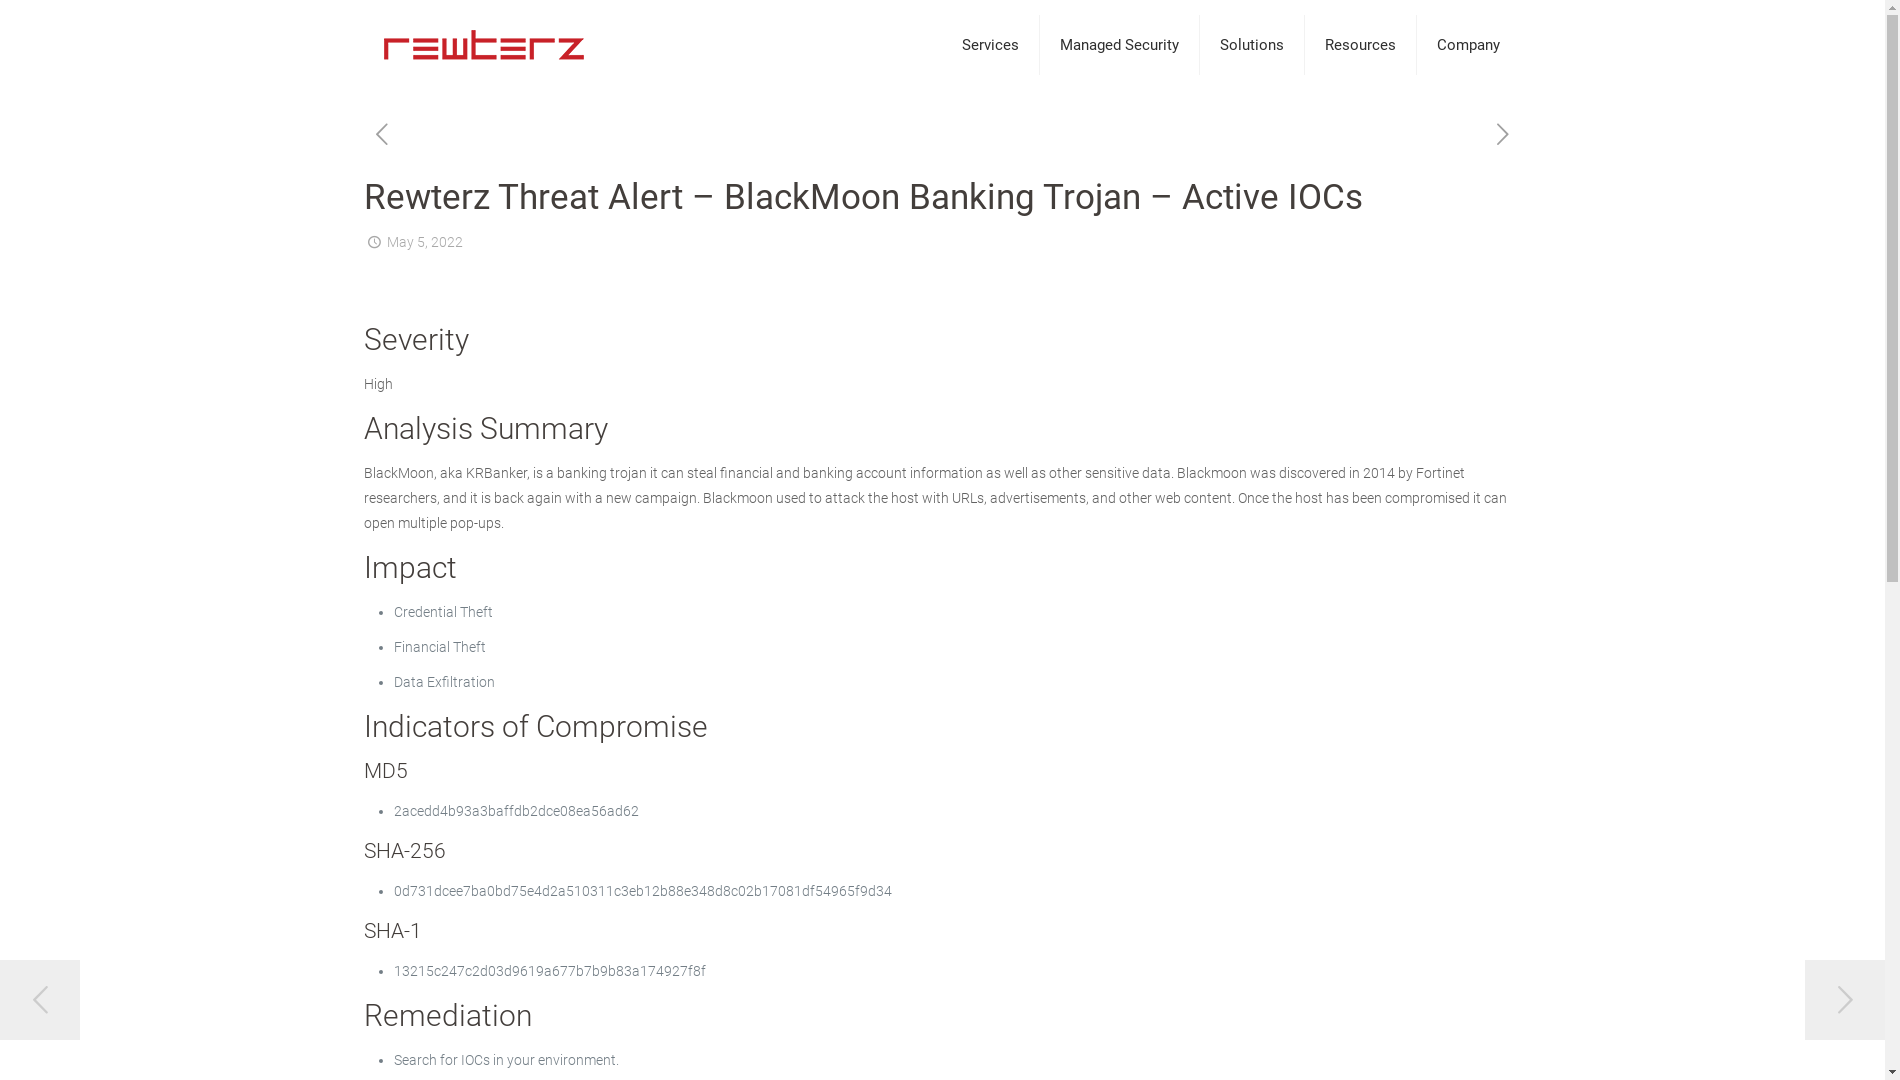 rewterz
Services
Managed Security
Solutions
Resources
Company
Rewterz Threat Alert – BlackMoon Banking Trojan – Active IOCs
May 5, 2022
Severity
High
Analysis Summary
BlackMoon, aka KRBanker, is a banking trojan it can steal financial and banking account information as well as other sensitive data. Blackmoon was discovered in 2014 by Fortinet
researchers, and it is back again with a new campaign. Blackmoon used to attack the host with URLs, advertisements, and other web content. Once the host has been compromised it can
open multiple pop-ups.
Impact
• Credential Theft
• Financial Theft
• Data Exfiltration
Indicators of Compromise
MD5
• 2acedd4b93a3baffdb2dce08ea56ad62
SHA-256
• 0d731dcee7ba0bd75e4d2a510311c3eb12b88e348d8c02b17081df54965f9d34
SHA-1
• 13215c247c2d03d9619a677b7b9b83a174927f8f
Remediation
• Search for IOCs in your environment.